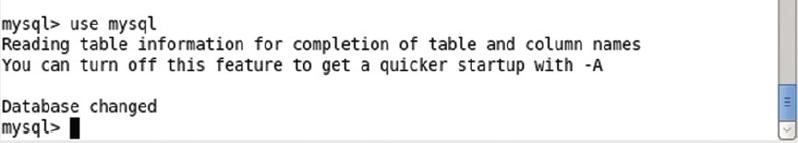 mysql> use mysql
Reading table information for completion of table and column names
You can turn off this feature to get a quicker startup with -A
Database changed
mysql>